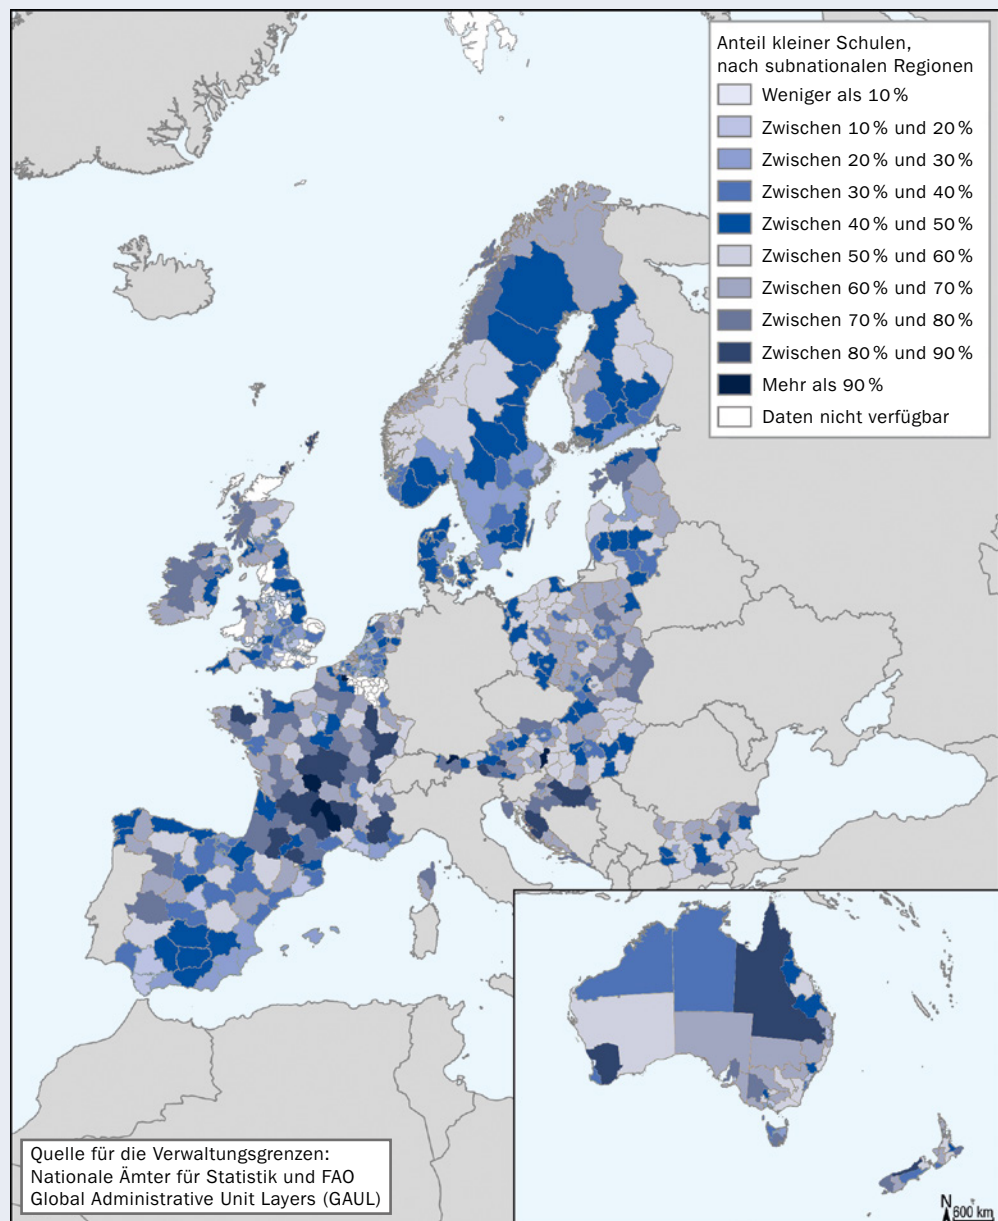 Anteil kleiner Schulen,
nach subnationalen Regionen
Weniger als 10 %
Zwischen 10 % und 20 %
Zwischen 20 % und 30 %
Zwischen 30 % und 40 %
Zwischen 40 % und 50 %
Zwischen 50 % und 60 %
Zwischen 60 % und 70 %
Zwischen 70 % und 80 %
Zwischen 80 % und 90 %
Mehr als 90 %
Daten nicht verfügbar
Quelle für die Verwaltungsgrenzen:
Nationale Ämter für Statistik und FAO
Global Administrative Unit Layers (GAUL)
N
600 km